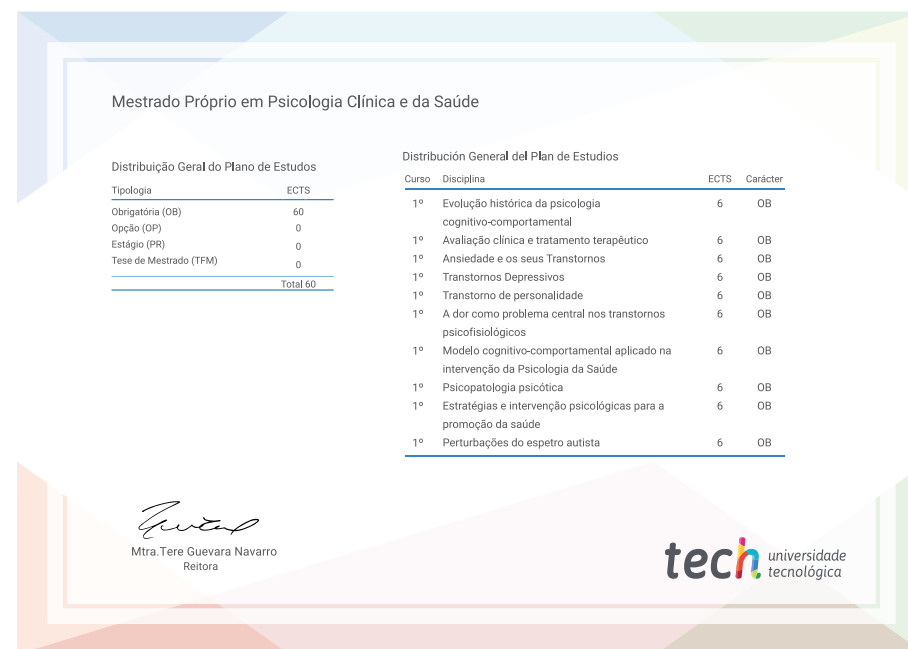 Mestrado Próprio em Psicologia Clínica e da Saúde
Distribuição Geral do Plano de Estudos
Tipologia ECTS
Obrigatória (OB) 60
Opção (OP) 0
Estágio (PR) 0
Tese de Mestrado (TFM) 0
Total 60
Distribución General del Plan de Estudios
Curso Disciplina ECTS Carácter
1º Evolução histórica da psicologia 6 OB
cognitivo-comportamental
1º Avaliação clínica e tratamento terapêutico 6 OB
1º Ansiedade e os seus Transtornos 6 OB
1º Transtornos Depressivos 6 OB
1º Transtorno de personalidade 6 OB
1º A dor como problema central nos transtornos 6 OB
psicofisiológicos
1º Modelo cognitivo-comportamental aplicado na 6 OB
intervenção da Psicologia da Saúde
1º Psicopatologia psicótica 6 OB
1º Estratégias e intervenção psicológicas para a 6 OB
promoção da saúde
1º Perturbações do espetro autista 6 OB
Mtra.Tere Guevara Navarro
Reitora
tech universidade
tecnológica